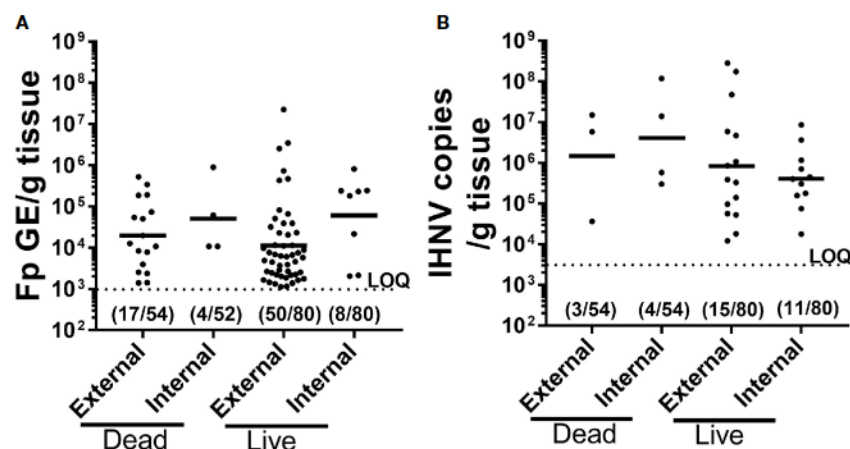 A
Fp GE/g tissue
10⁹
10⁸
10⁷
10⁶
10⁵
10⁴
10³
10²
LOQ
(17/54) (4/52) (50/80) (8/80)
External Internal External Internal
Dead Live
B
IHNV copies
/g tissue
10⁹
10⁸
10⁷
10⁶
10⁵
10⁴
10³
10²
LOQ
(3/54) (4/54) (15/80) (11/80)
External Internal External Internal
Dead Live